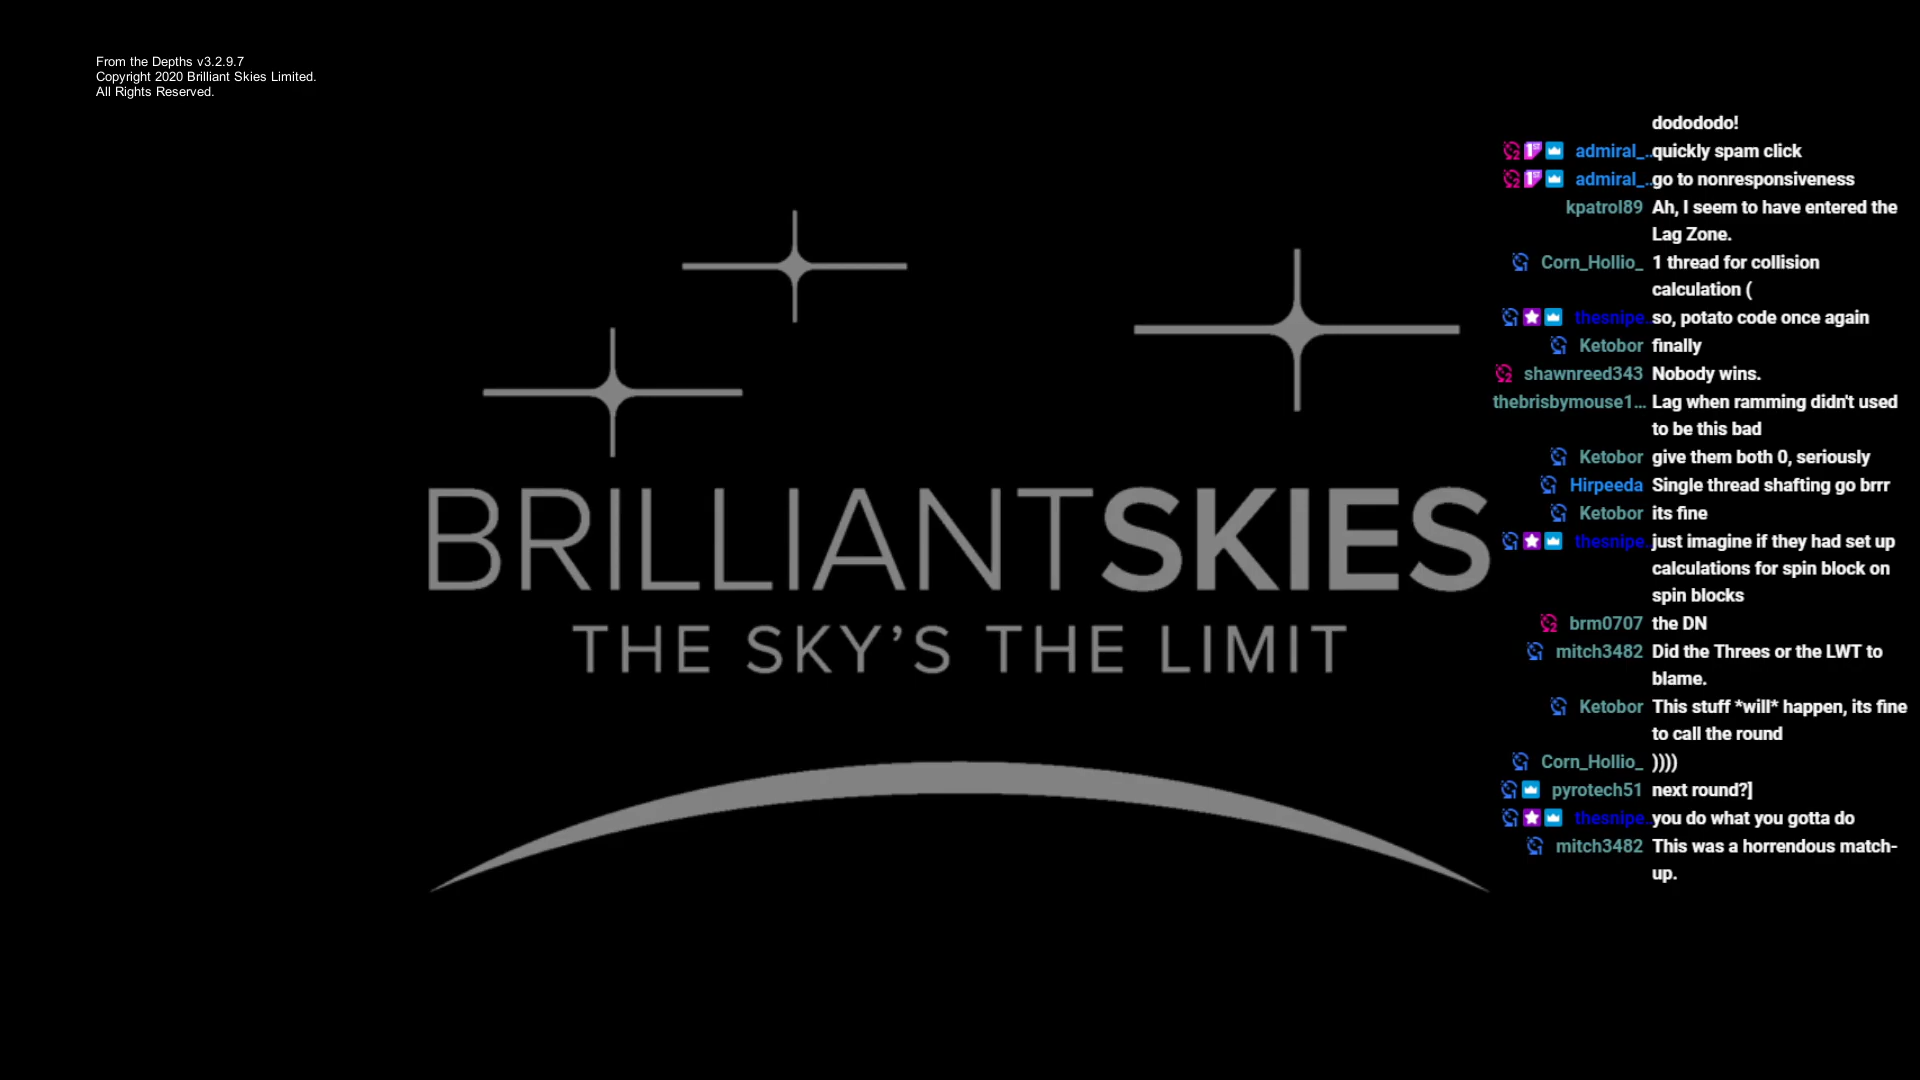 From the Depths v3.2.9.7
Copyright 2020 Brilliant Skies Limited.
All Rights Reserved.
BRILLIANTSKIES
THE SKY'S THE LIMIT
dodododo!
admiral_.. quickly spam click
admiral_.. go to nonresponsiveness
kpatrol89 Ah, I seem to have entered the
Lag Zone.
Corn_Hollio_ 1 thread for collision
calculation (
thesnipe.. so, potato code once again
Ketobor finally
shawnreed343 Nobody wins.
thebrisbymouse1... Lag when ramming didn't used
to be this bad
Ketobor give them both 0, seriously
Hirpeeda Single thread shafting go brrr
Ketobor its fine
thesnipe.. just imagine if they had set up
calculations for spin block on
spin blocks
brm0707 the DN
mitch3482 Did the Threes or the LWT to
blame.
Ketobor This stuff *will* happen, its fine
to call the round
Corn_Hollio_ ))))
pyrotech51 next round?]
thesnipe.. you do what you gotta do
mitch3482 This was a horrendous match-
up.